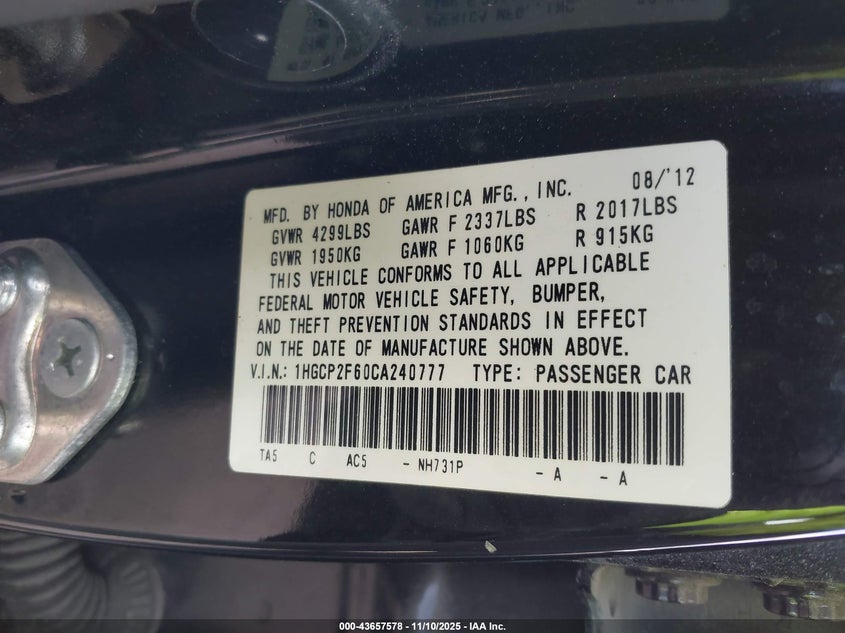 MFD. BY HONDA OF AMERICA MFG., INC. 08/'12
GVWR 4299LBS GAWR F 2337LBS R 2017LBS
GVWR 1950KG GAWR F 1060KG R 915KG
THIS VEHICLE CONFORMS TO ALL APPLICABLE
FEDERAL MOTOR VEHICLE SAFETY, BUMPER,
AND THEFT PREVENTION STANDARDS IN EFFECT
ON THE DATE OF MANUFACTURE SHOWN ABOVE.
V.I.N.: 1HGCP2F60CA240777 TYPE: PASSENGER CAR
TA5 C AC5 - NH731P - A - A
000-43657578 - 11/10/2025 - IAA Inc.